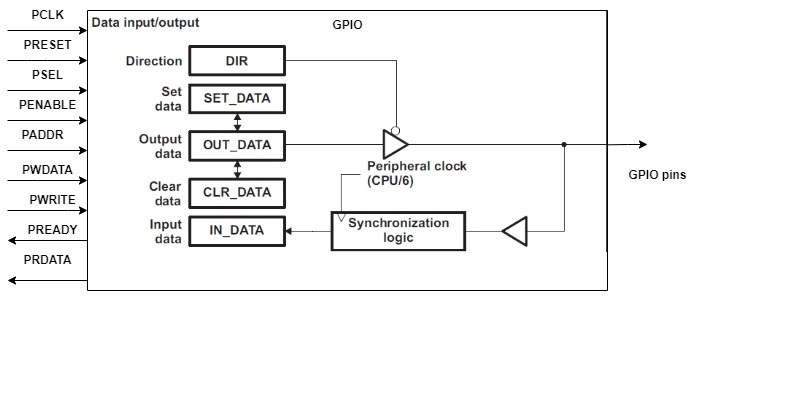 PCLK
PRESET
PSEL
PENABLE
PADDR
PWDATA
PWRITE
PREADY
PRDATA
Data input/output
GPIO
Direction
DIR
Set
data
SET_DATA
Output
data
OUT_DATA
Clear
data
CLR_DATA
Input
data
IN_DATA
Peripheral clock
(CPU/6)
Synchronization
logic
GPIO pins